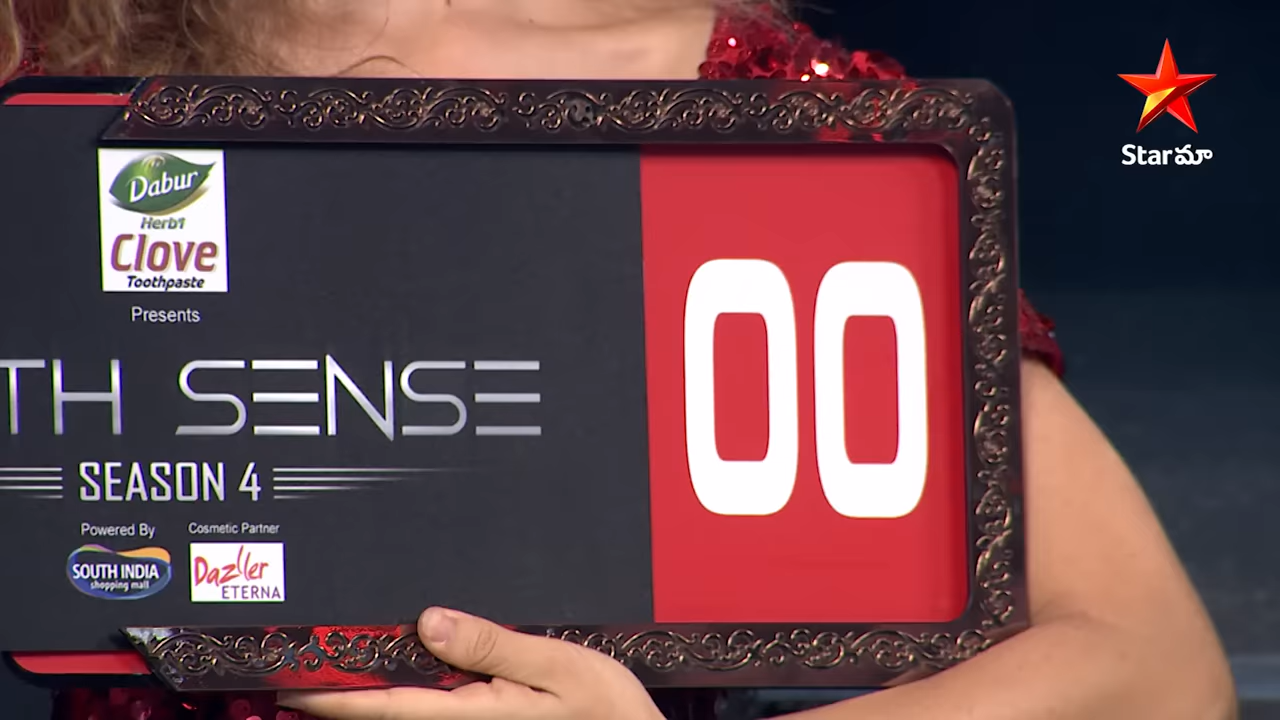 Starమా
Dabur
Herb'l
Clove
Toothpaste
Presents
TH SENSE
SEASON 4
Powered By
SOUTH INDIA
shopping mall
Cosmetic Partner
Dazller
ETERNA
00